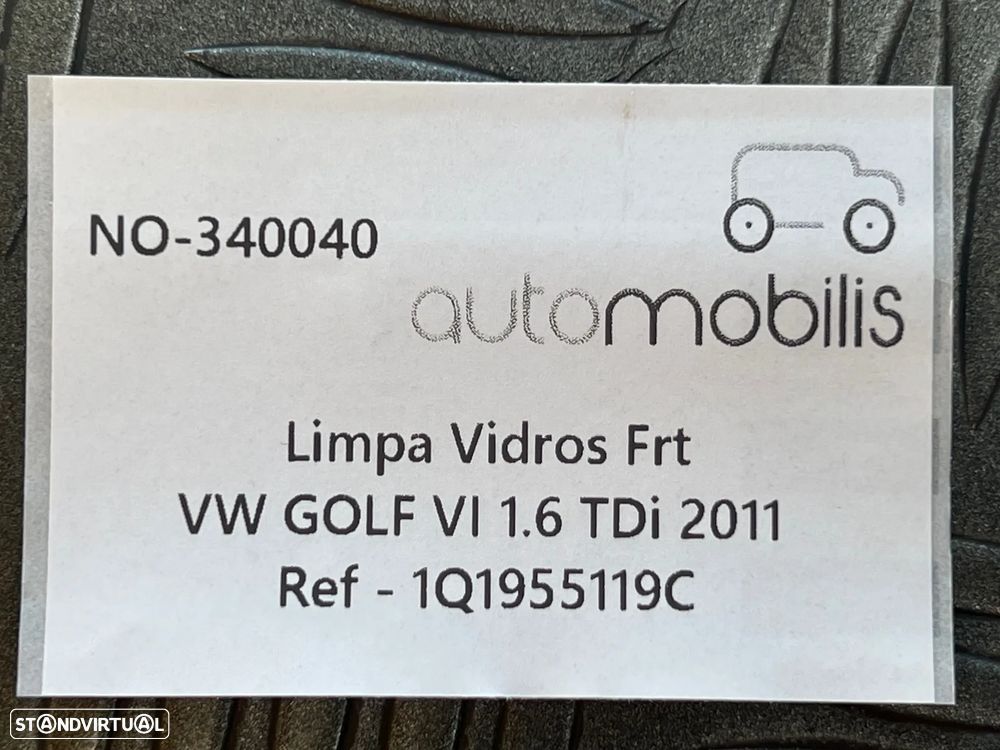 NO-340040
automobilis
Limpa Vidros Frt
VW GOLF VI 1.6 TDi 2011
Ref - 1Q1955119C
STANDVIRTUAL